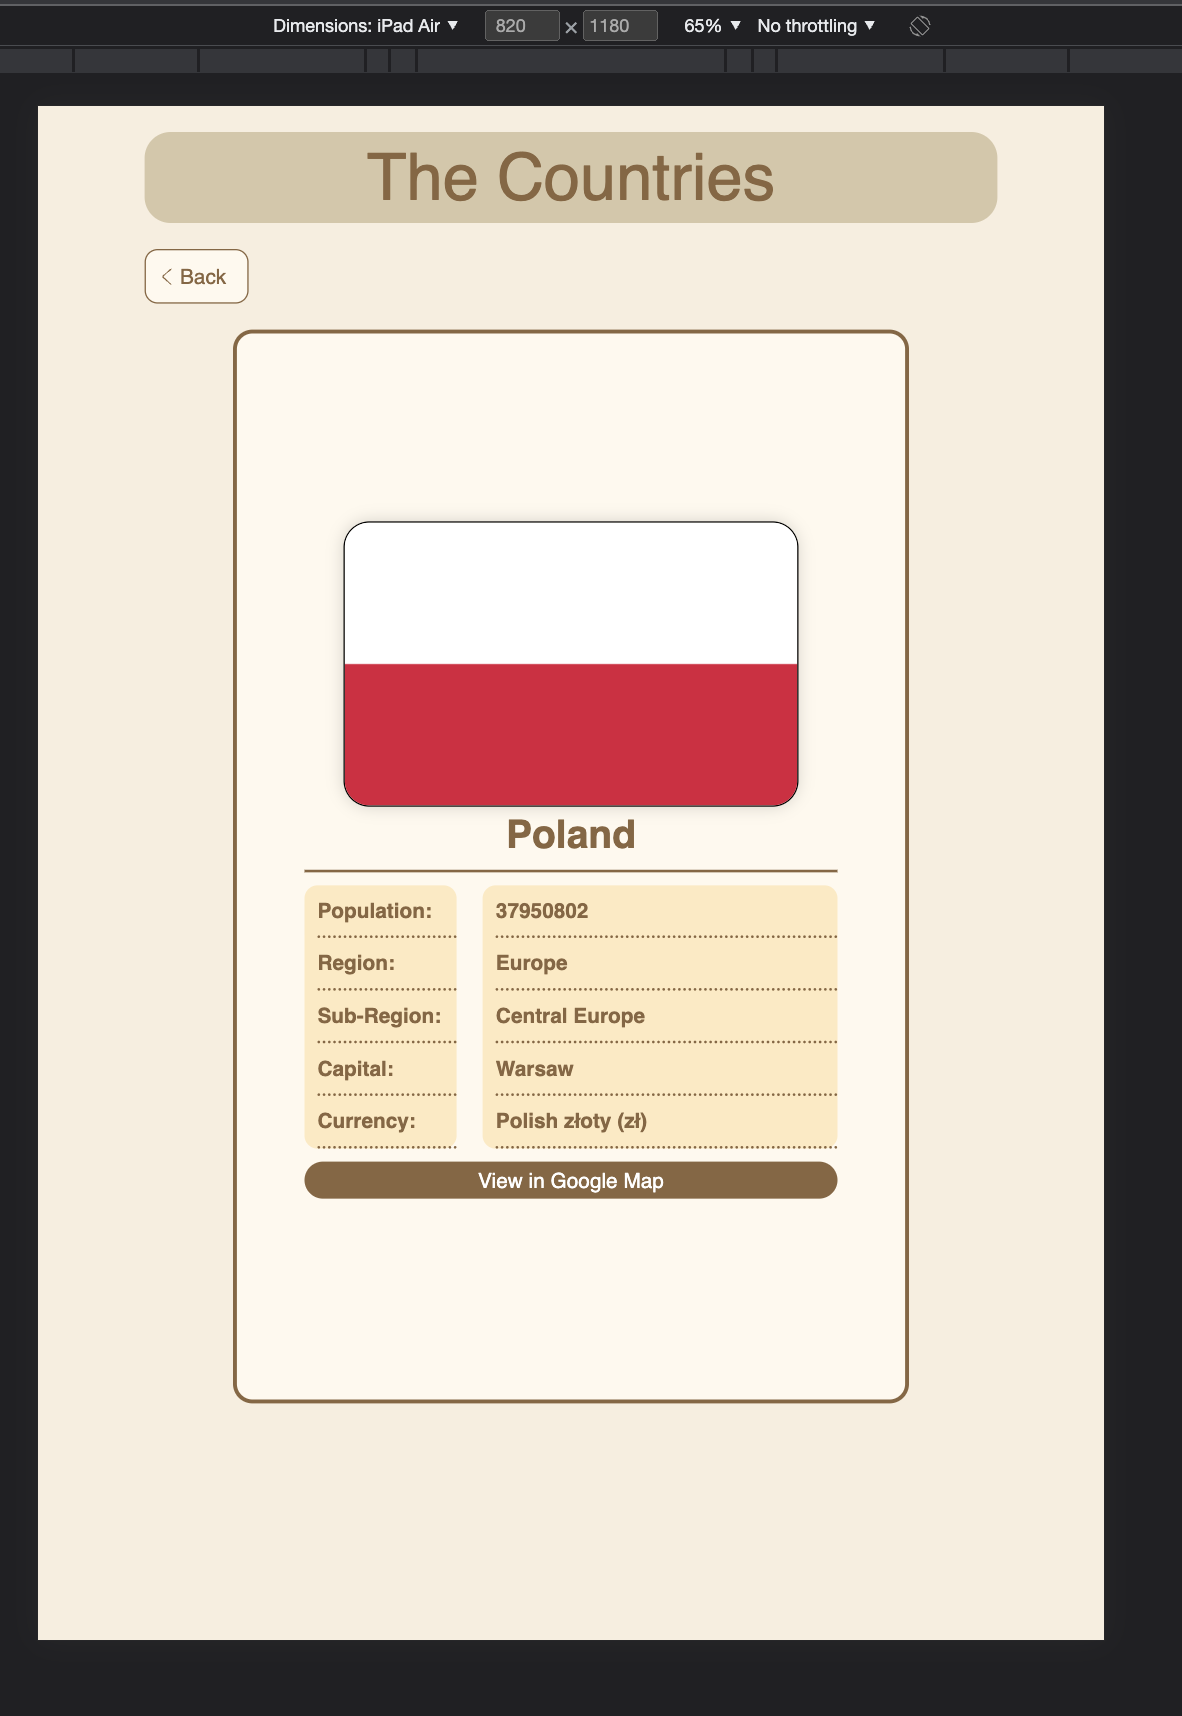 Dimensions: iPad Air ▼ 820 × 1180 65% ▼ No throttling ▼
The Countries
Back
Poland
Population: 37950802
Region: Europe
Sub-Region: Central Europe
Capital: Warsaw
Currency: Polish złoty (zł)
View in Google Map